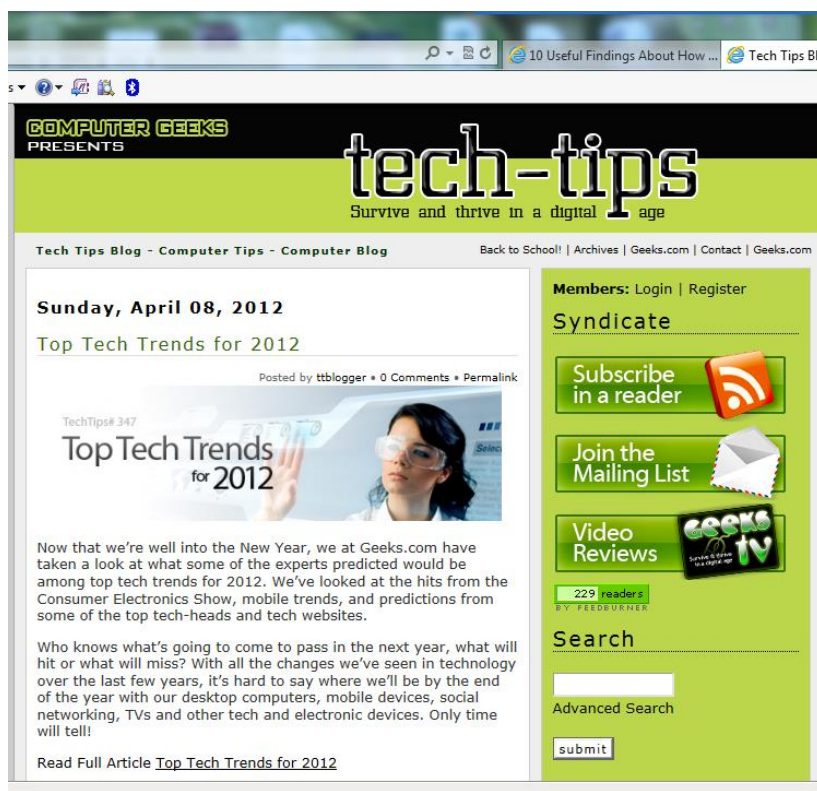 10 Useful Findings About How ...
Tech Tips Bl
s
COMPUTER GEEKS
PRESENTS
tech-tips
Survive and thrive in a digital age
Tech Tips Blog - Computer Tips - Computer Blog
Back to School! | Archives | Geeks.com | Contact | Geeks.com
Sunday, April 08, 2012
Top Tech Trends for 2012
Posted by ttblogger • 0 Comments • Permalink
TechTips# 347
Top Tech Trends
for 2012
Selec
Now that we're well into the New Year, we at Geeks.com have
taken a look at what some of the experts predicted would be
among top tech trends for 2012. We've looked at the hits from the
Consumer Electronics Show, mobile trends, and predictions from
some of the top tech-heads and tech websites.
Who knows what's going to come to pass in the next year, what will
hit or what will miss? With all the changes we've seen in technology
over the last few years, it's hard to say where we'll be by the end
of the year with our desktop computers, mobile devices, social
networking, TVs and other tech and electronic devices. Only time
will tell!
Read Full Article Top Tech Trends for 2012
Members: Login | Register
Syndicate
Subscribe
in a reader
Join the
Mailing List
Video
Reviews
GEEKS
TV
Survive & thrive
in a digital age
229 readers
BY FEEDBURNER
Search
Advanced Search
submit